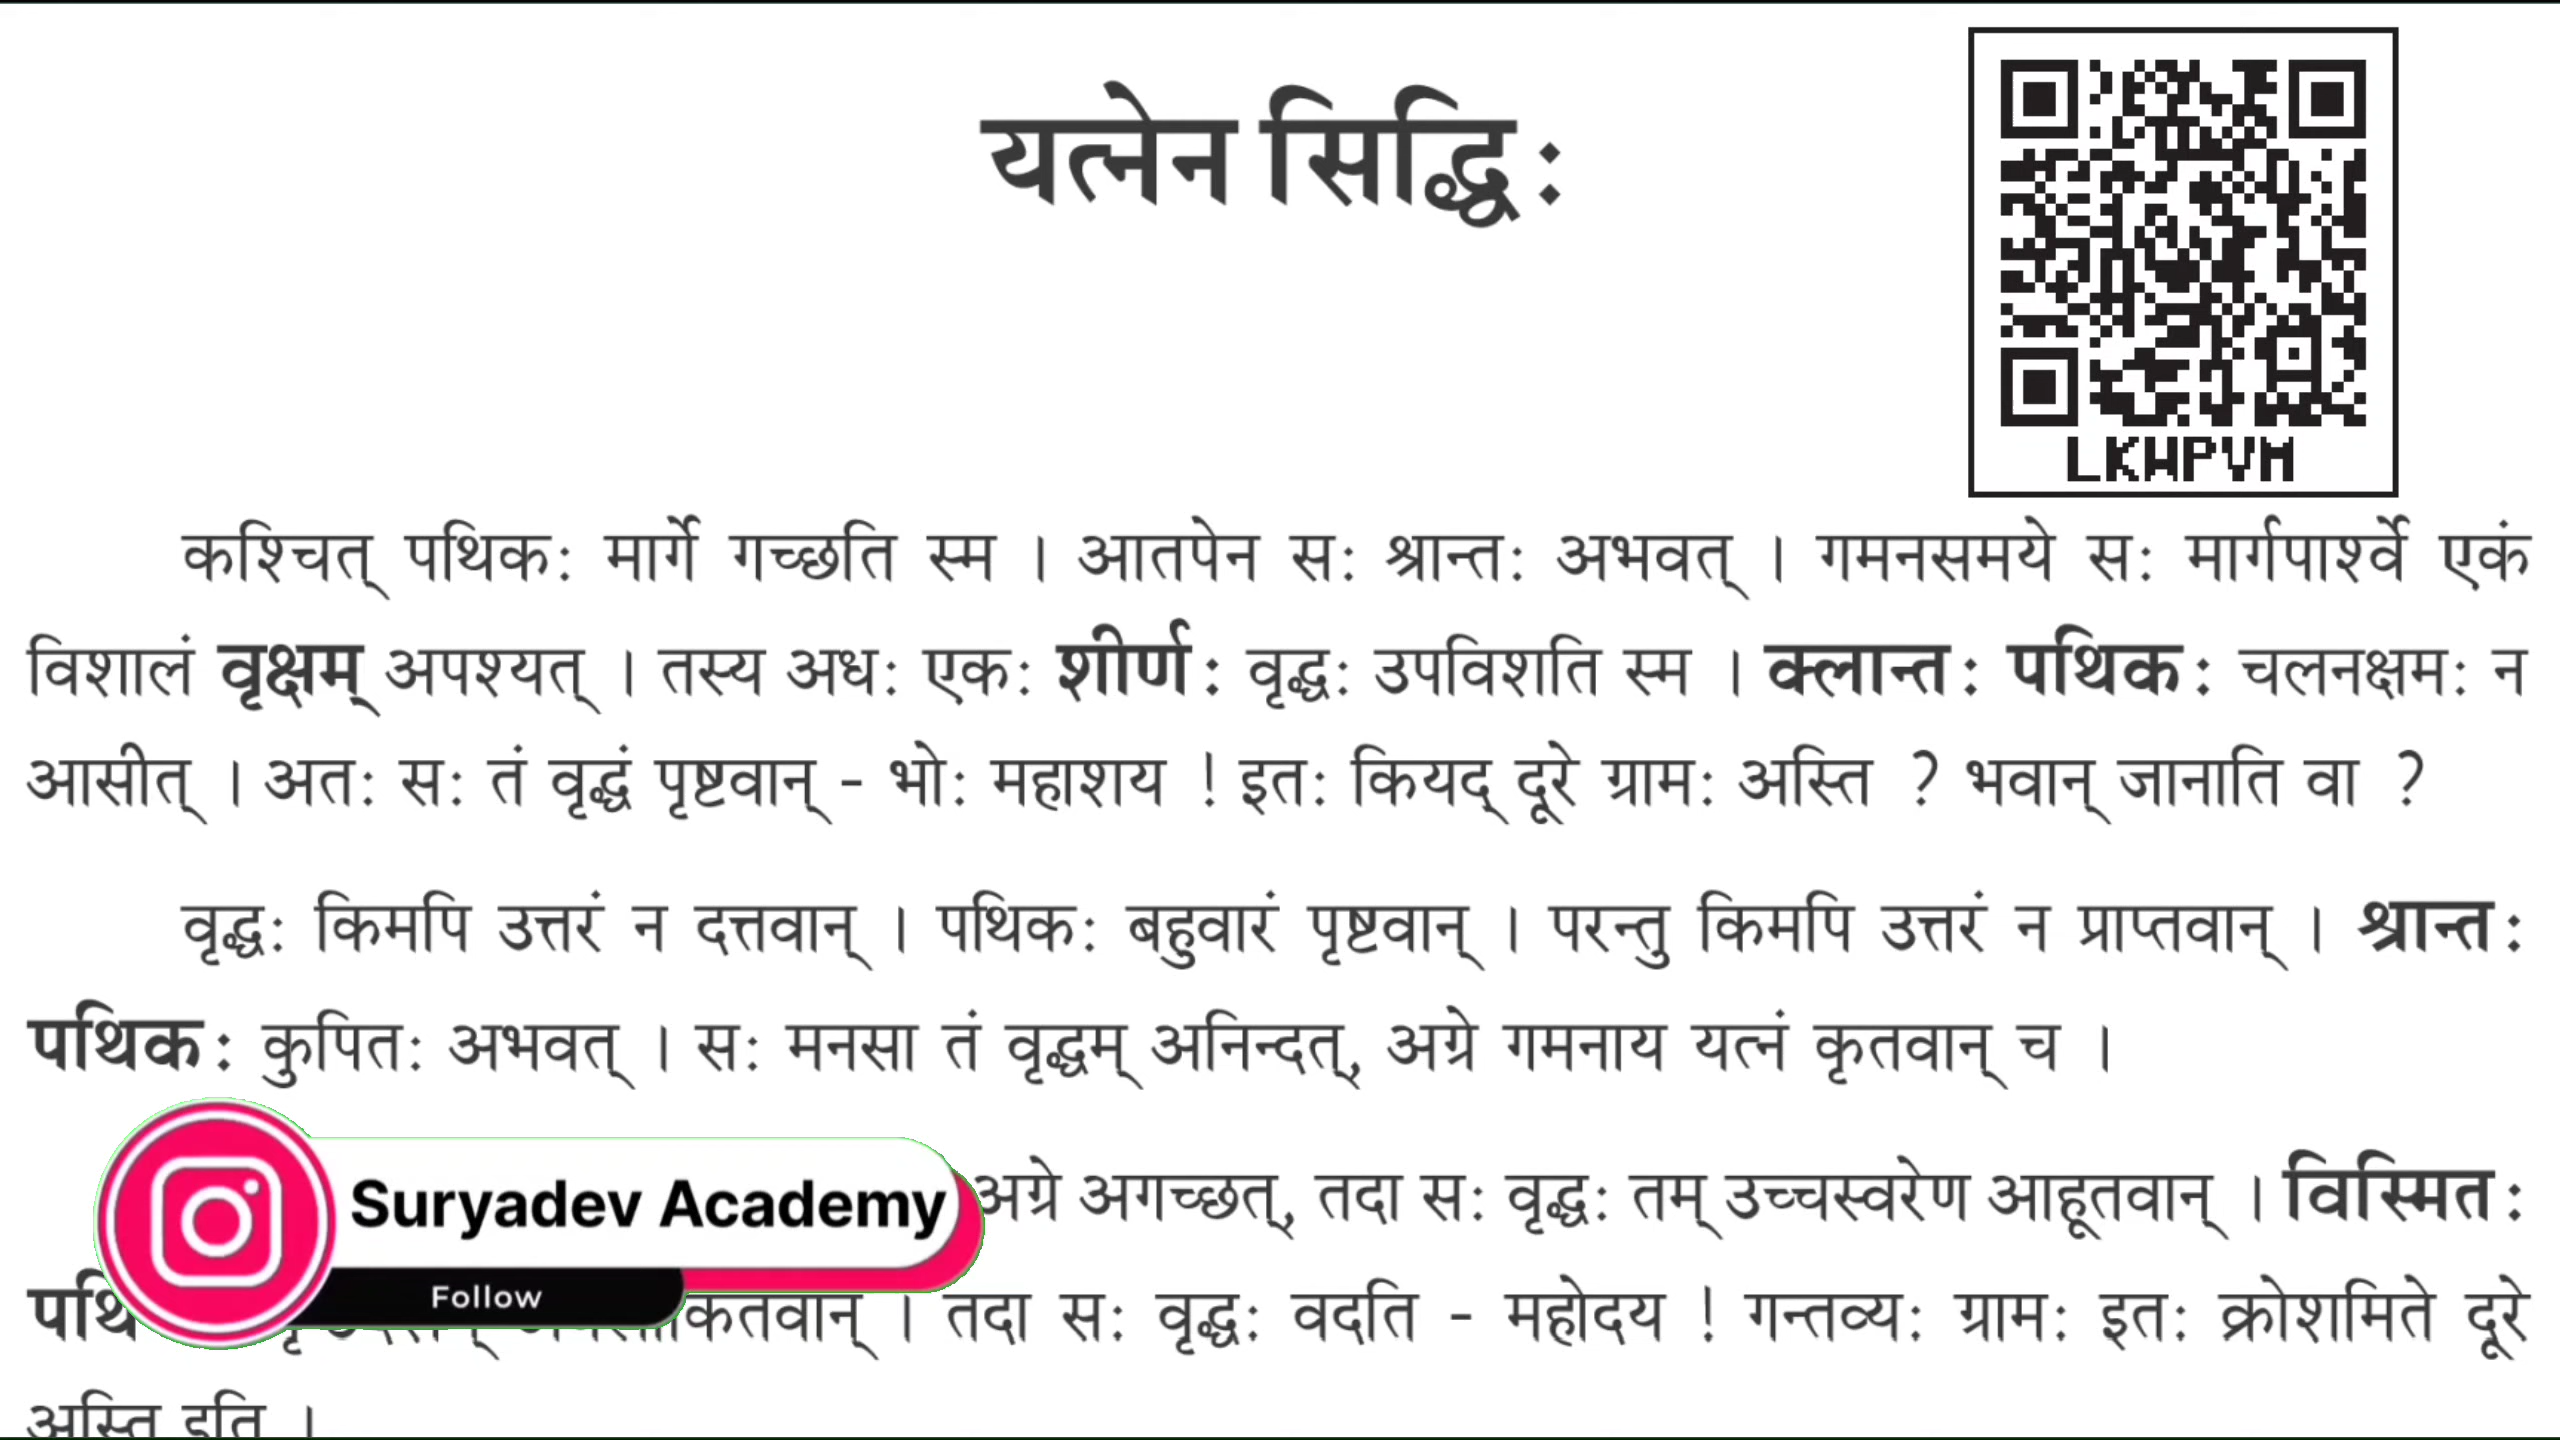 यत्नेन सिद्धिः
LKWPVM
कश्चित् पथिकः मार्गे गच्छति स्म । आतपेन सः श्रान्तः अभवत् । गमनसमये सः मार्गपार्श्वे एकं
विशालं वृक्षम् अपश्यत् । तस्य अधः एकः शीर्णः वृद्धः उपविशति स्म । क्लान्तः पथिकः चलनक्षमः न
आसीत् । अतः सः तं वृद्धं पृष्टवान् - भोः महाशय ! इतः कियद् दूरे ग्रामः अस्ति ? भवान् जानाति वा ?
वृद्धः किमपि उत्तरं न दत्तवान् । पथिकः बहुवारं पृष्टवान् । परन्तु किमपि उत्तरं न प्राप्तवान् । श्रान्तः
पथिकः कुपितः अभवत् । सः मनसा तं वृद्धम् अनिन्दत्, अग्रे गमनाय यत्नं कृतवान् च ।
अग्रे अगच्छत्, तदा सः वृद्धः तम् उच्चस्वरेण आहूतवान् । विस्मितः
Suryadev Academy
Follow
तदा सः वृद्धः वदति - महोदय ! गन्तव्यः ग्रामः इतः क्रोशमिते दूरे
अस्ति इति ।